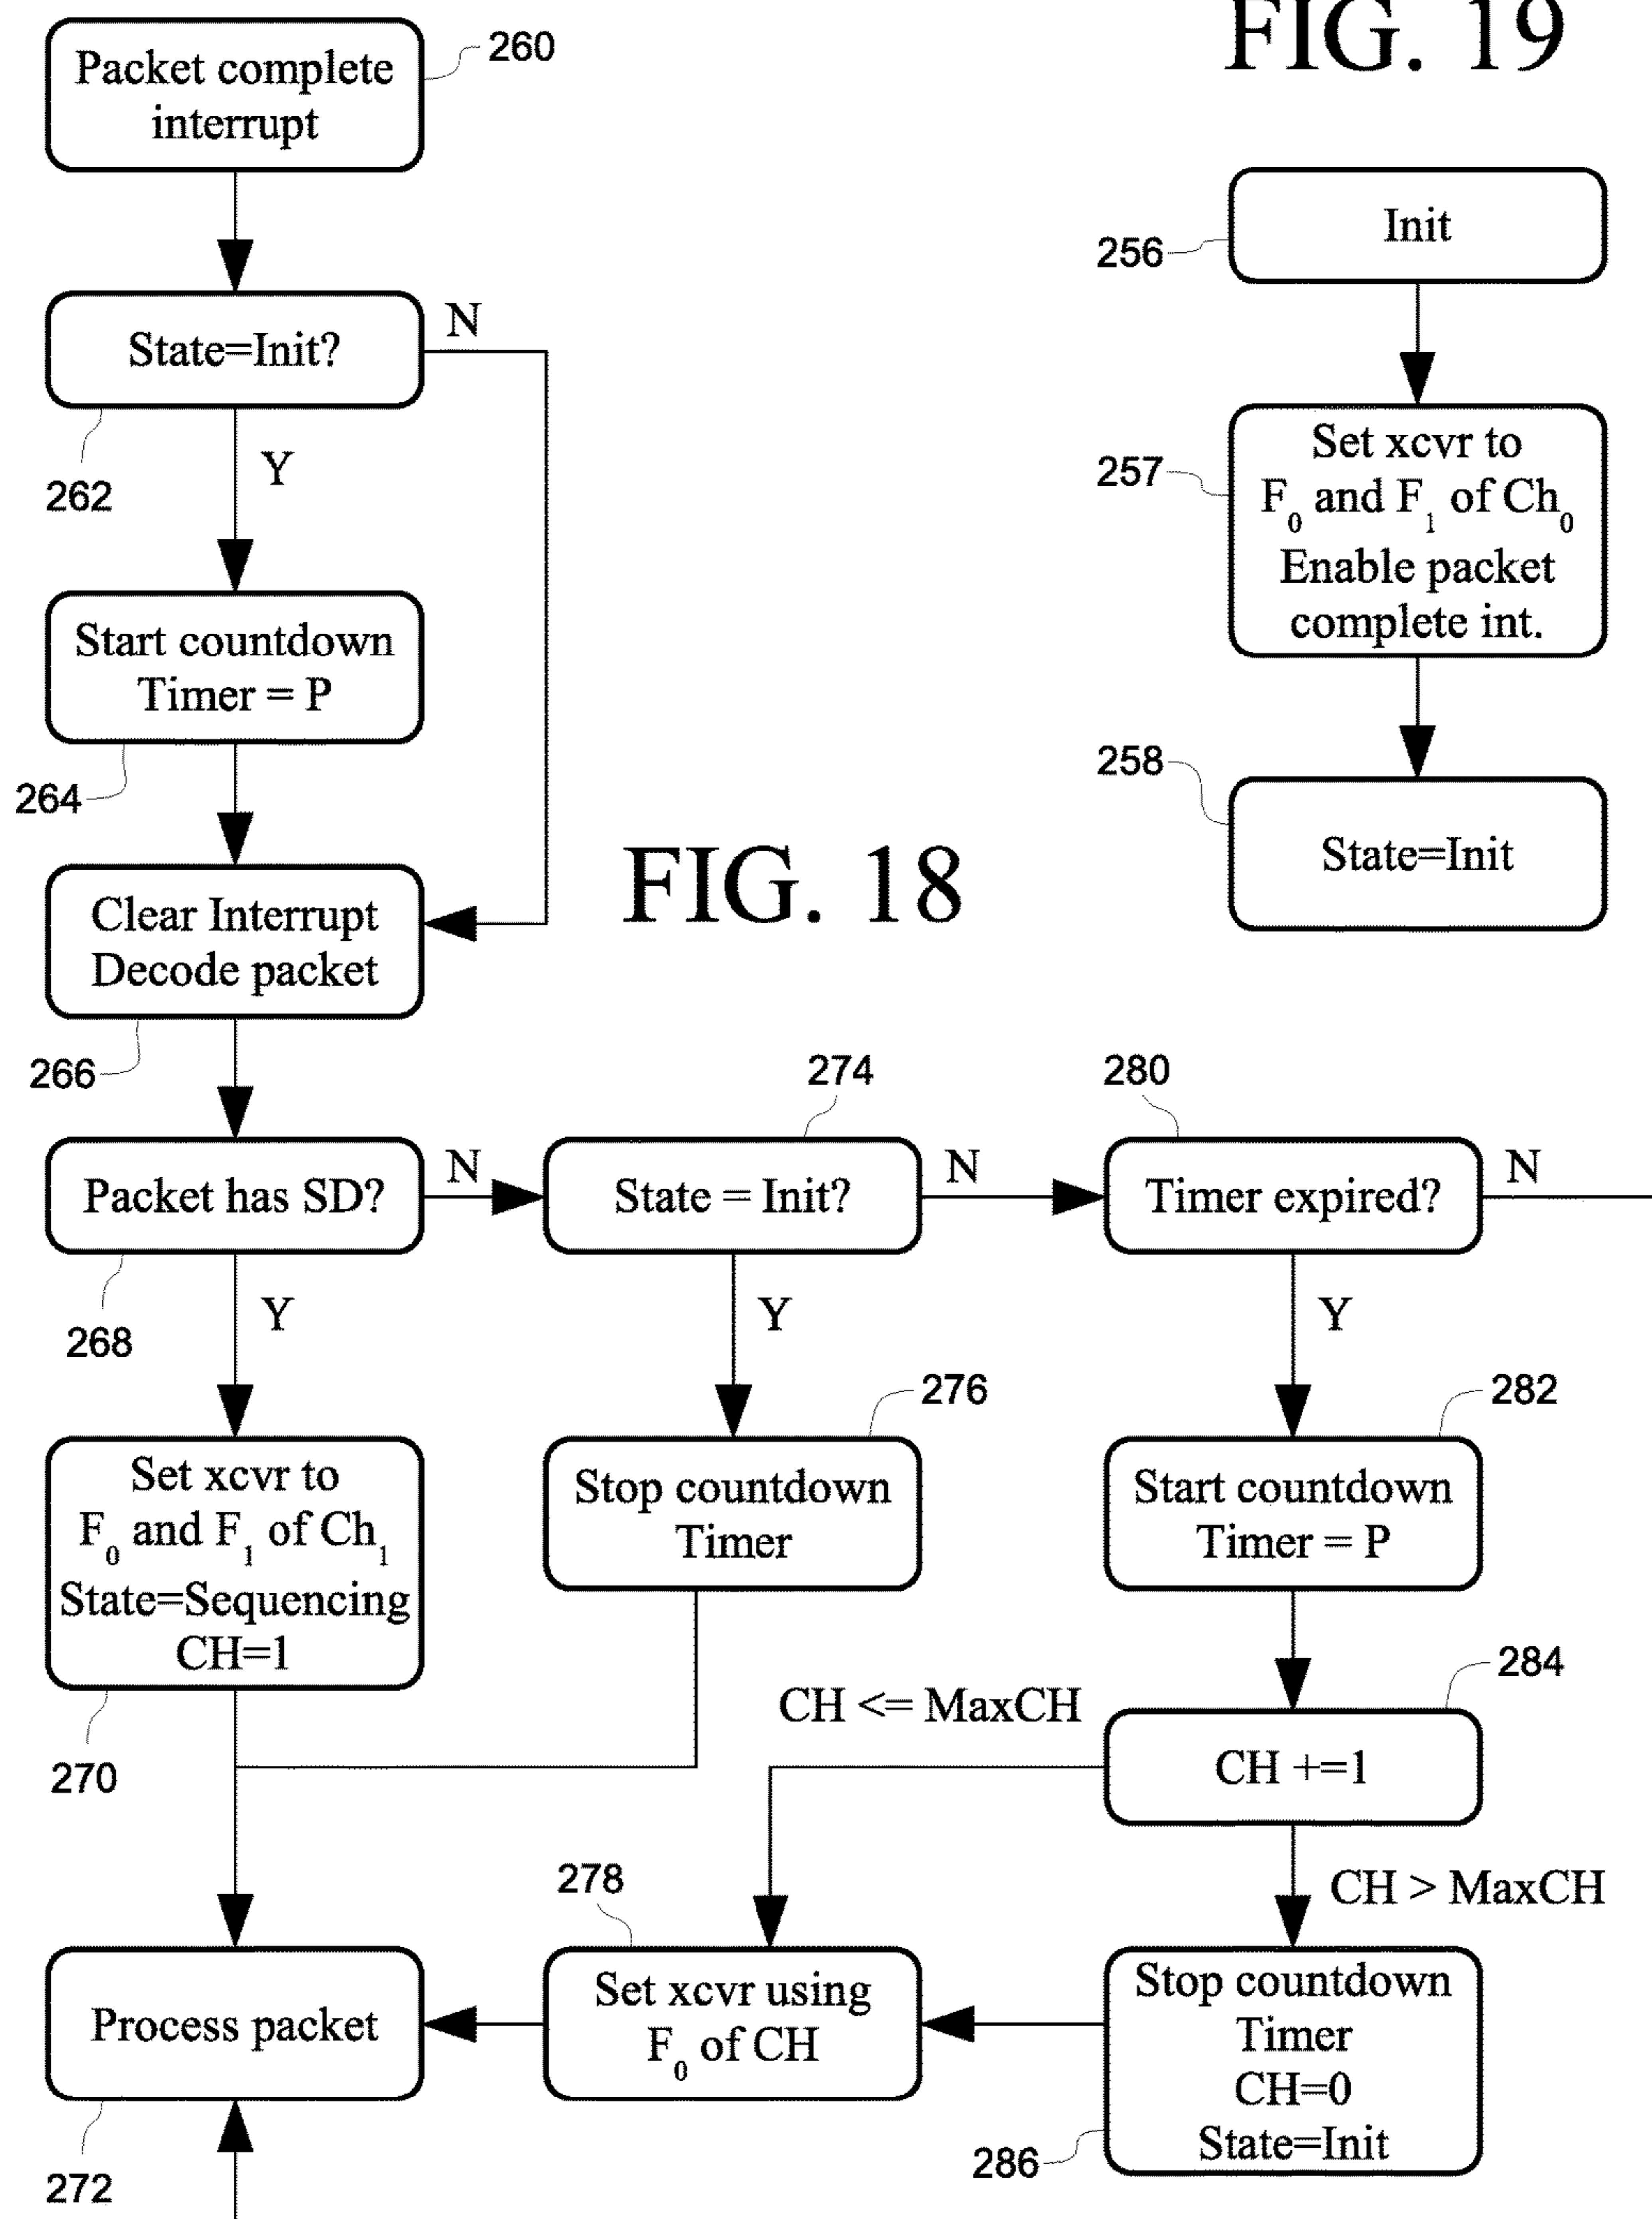 FIG. 19
Packet complete
interrupt
260
State=Init?
N
Y
262
Start countdown
Timer = P
264
Clear Interrupt
Decode packet
266
FIG. 18
Init
256
Set xcvr to
F₀ and F₁ of Ch₀
Enable packet
complete int.
257
258
State=Init
Packet has SD?
N
268
Y
274
State = Init?
N
Y
280
Timer expired?
N
Y
Set xcvr to
F₀ and F₁ of Ch₁
State=Sequencing
CH=1
270
276
Stop countdown
Timer
282
Start countdown
Timer = P
284
CH <= MaxCH
CH +=1
CH > MaxCH
278
Process packet
272
Set xcvr using
F₀ of CH
Stop countdown
Timer
CH=0
State=Init
286